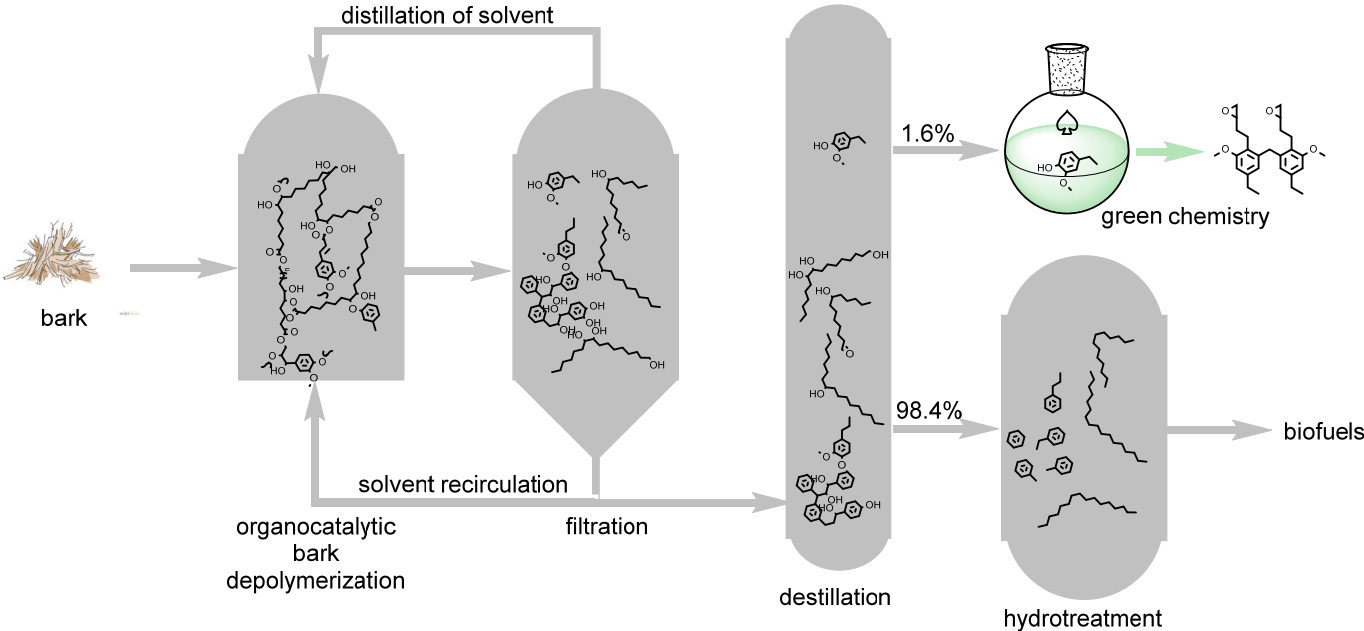 distillation of solvent
1.6%
green chemistry
bark
98.4%
biofuels
solvent recirculation
organocatalytic
bark
depolymerization
filtration
destillation
hydrotreatment